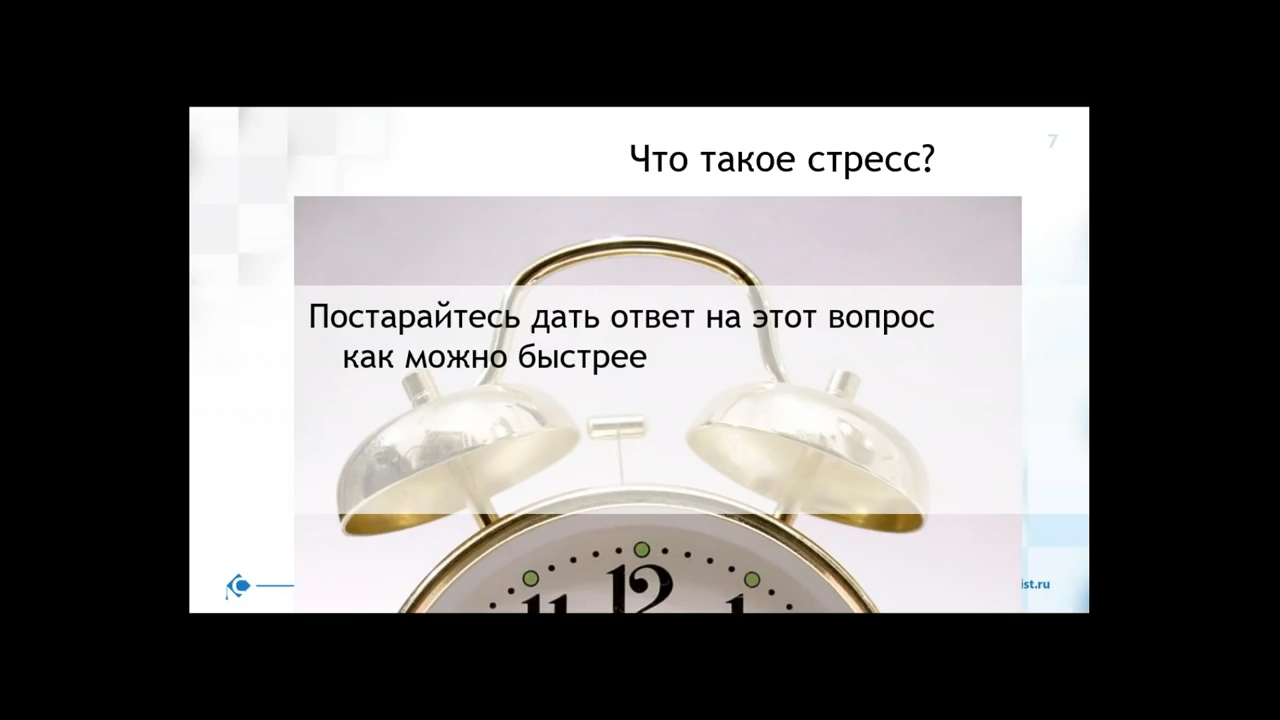 7
Что такое стресс?
Постарайтесь дать ответ на этот вопрос
как можно быстрее
12
11
1
ist.ru